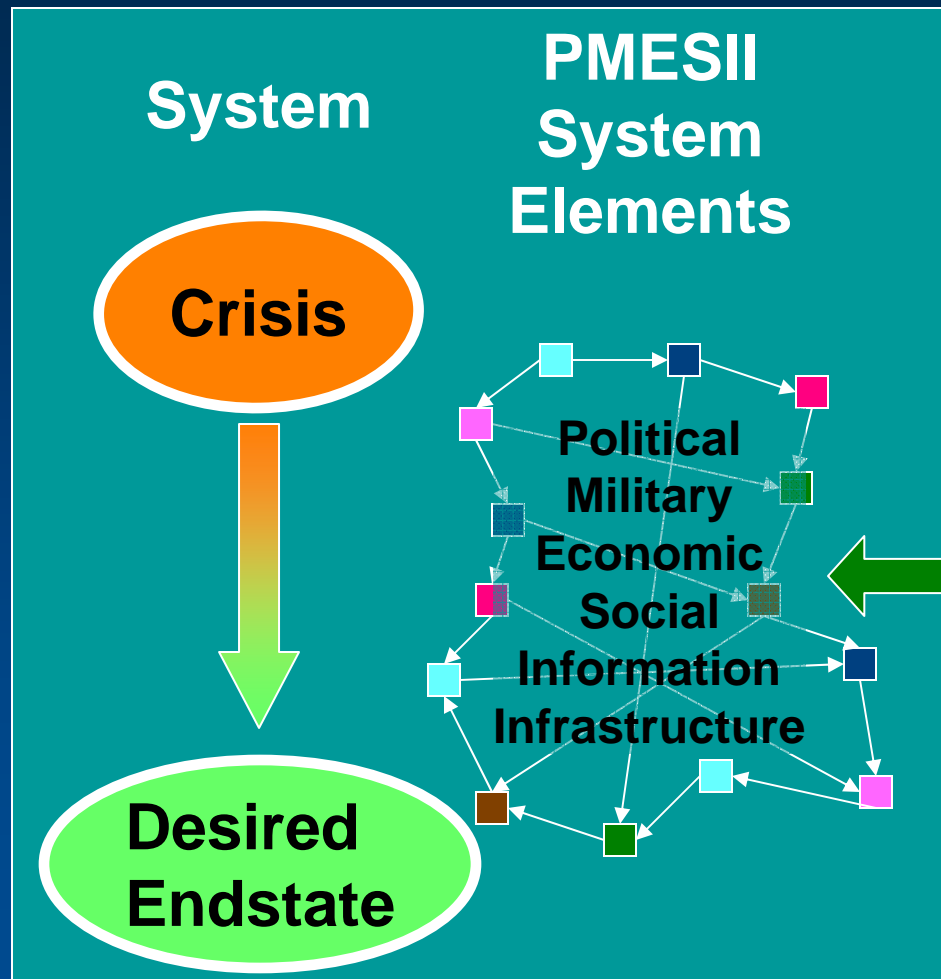 System
PMESII
System
Elements
Crisis
Political
Military
Economic
Social
Information
Infrastructure
Desired
Endstate